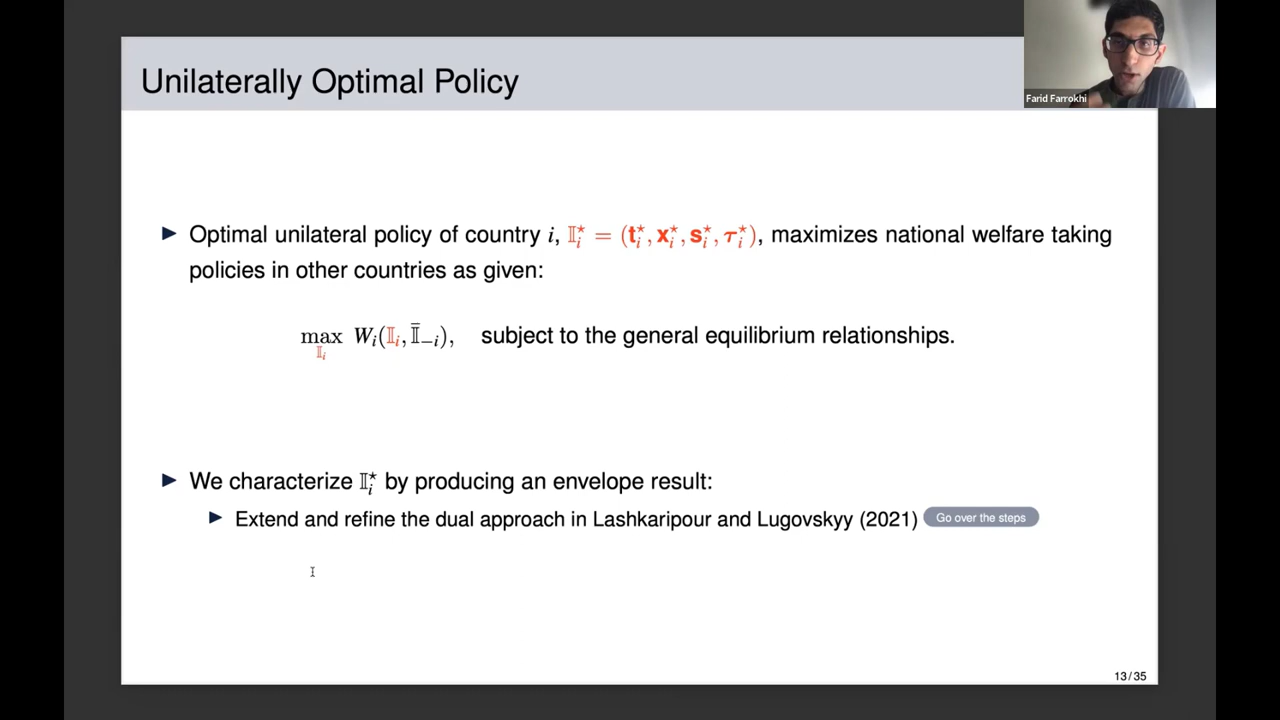 Unilaterally Optimal Policy
Farid Farrokhi
▶ Optimal unilateral policy of country i, 𝕀ᵢ* = (tᵢ*, xᵢ*, sᵢ*, τᵢ*), maximizes national welfare taking
policies in other countries as given:
max Wᵢ(𝕀ᵢ, 𝕀̄₋ᵢ), subject to the general equilibrium relationships.
𝕀ᵢ
▶ We characterize 𝕀ᵢ* by producing an envelope result:
▶ Extend and refine the dual approach in Lashkaripour and Lugovskyy (2021) Go over the steps
13/35